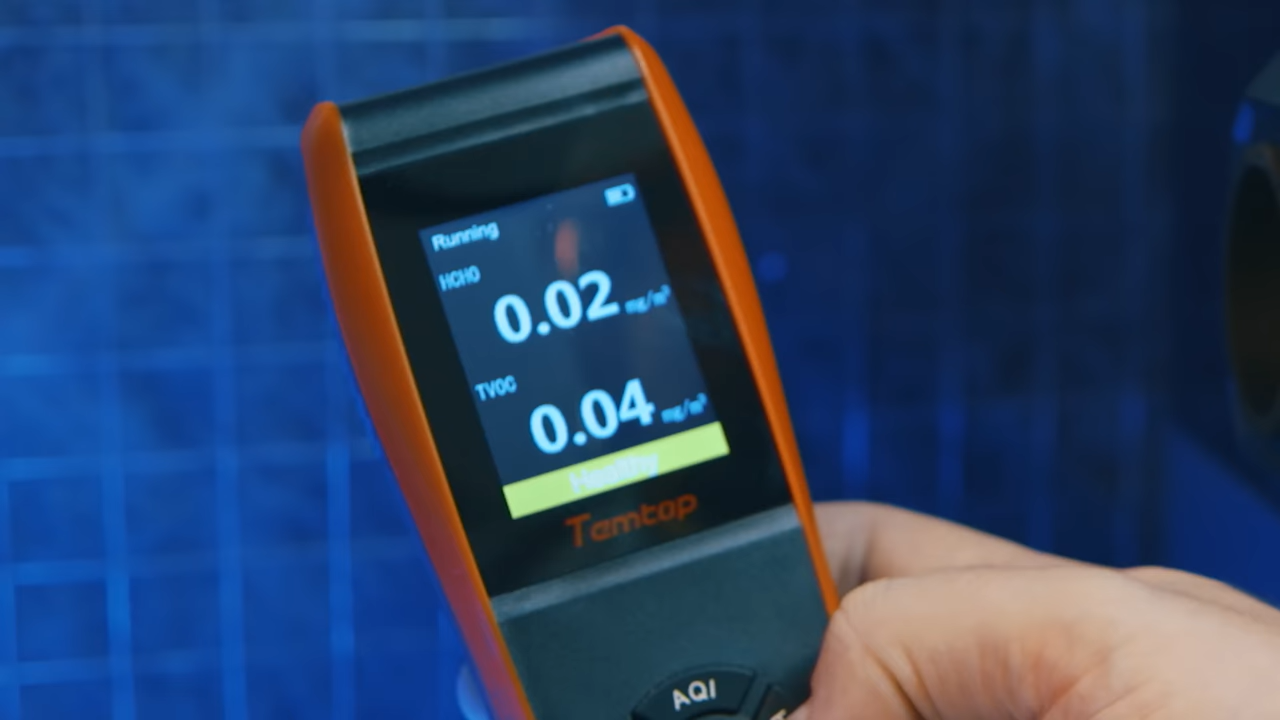 Running
HCHO
0.02 mg/m³
TVOC
0.04 mg/m³
Healthy
Temtop
AQI